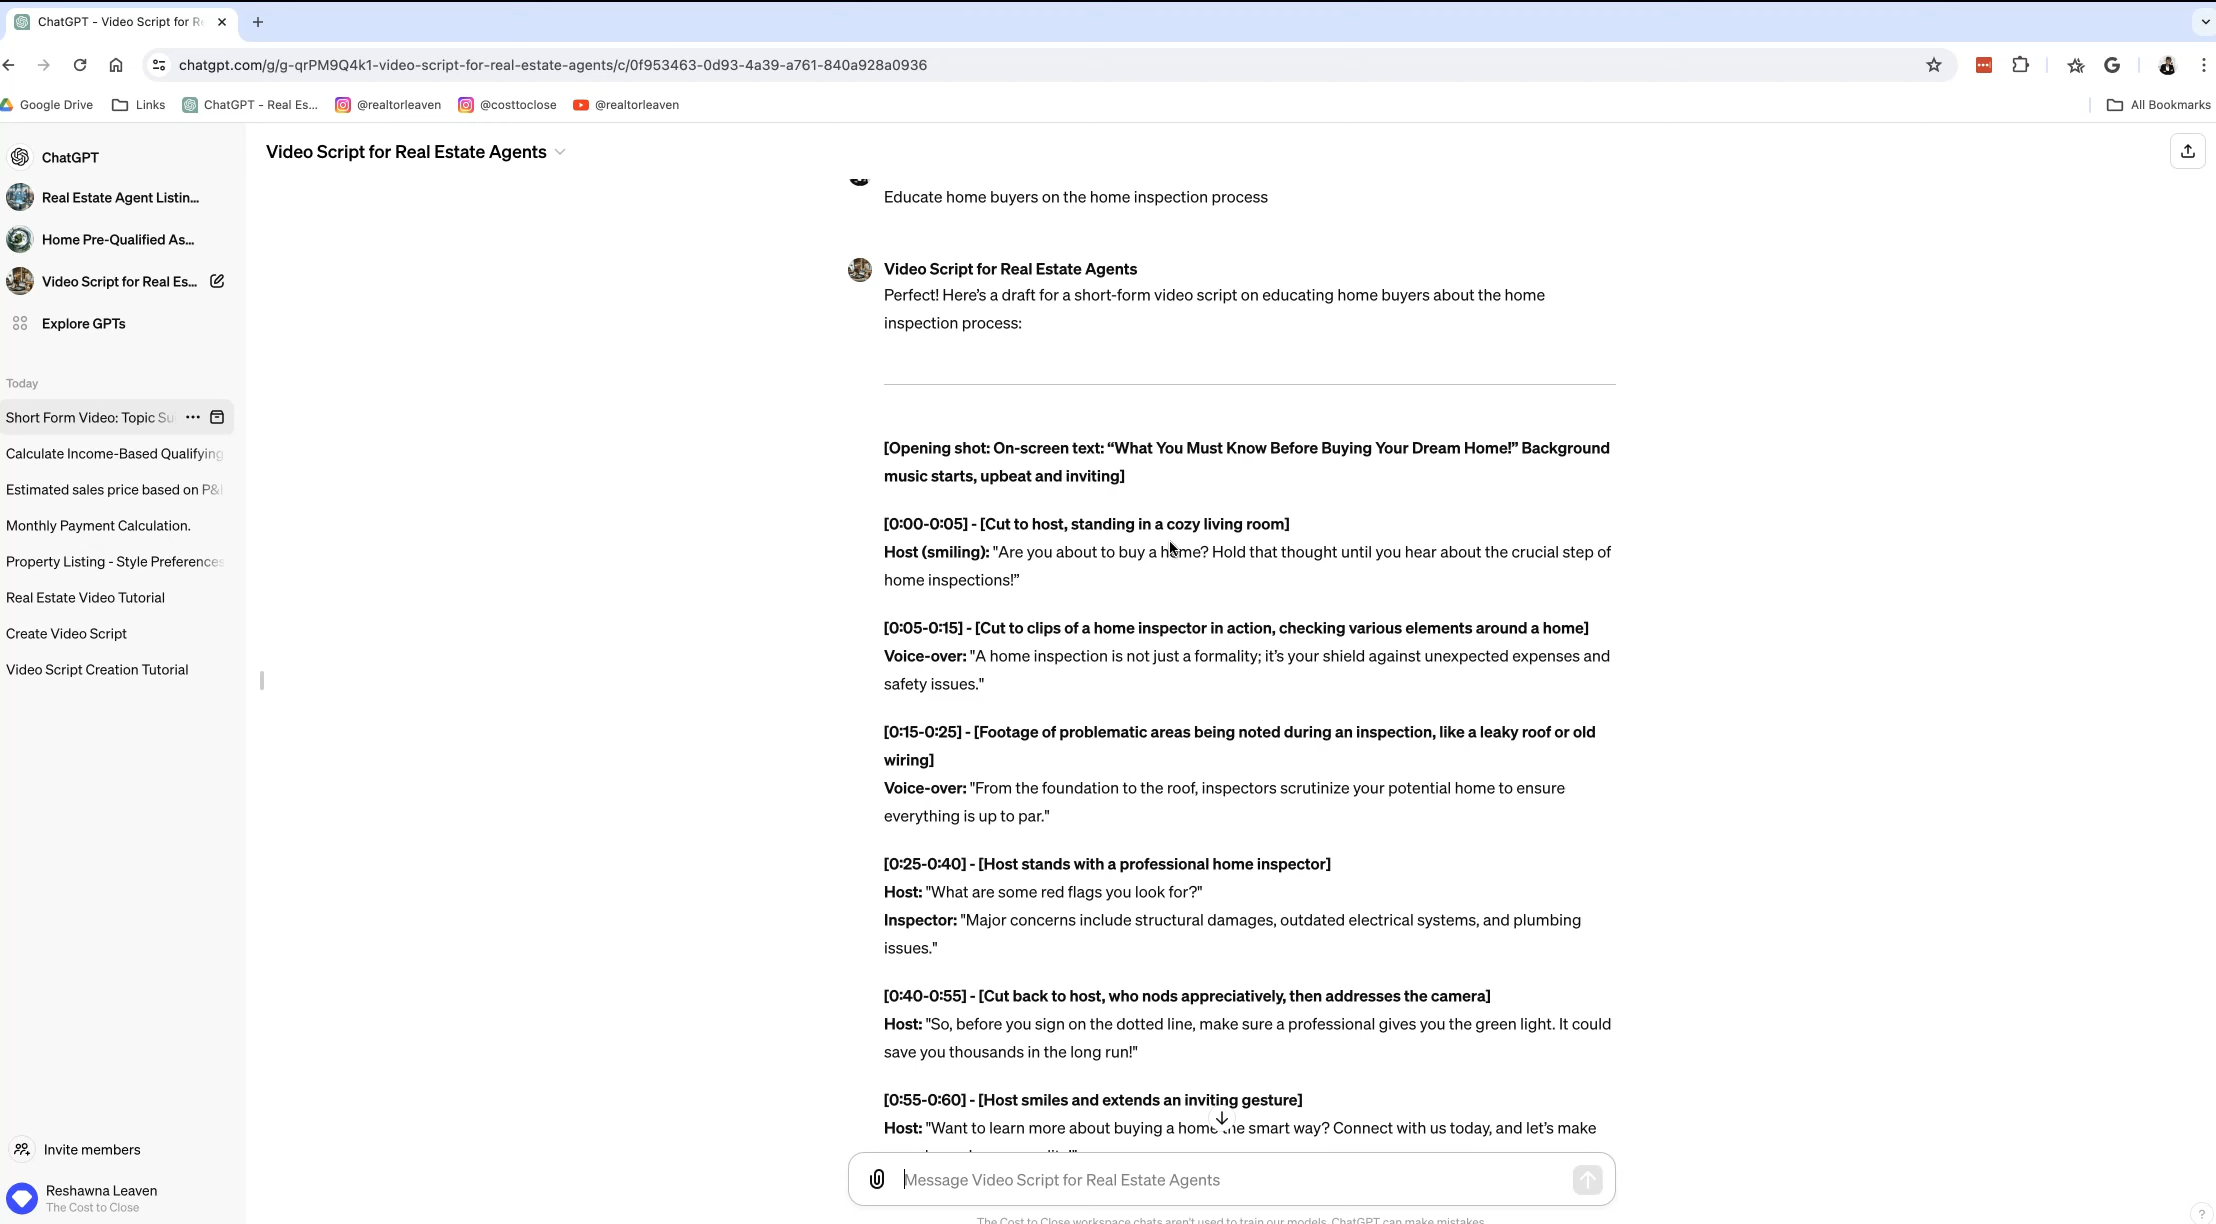 ChatGPT - Video Script for Re
chatgpt.com/g/g-qrPM9Q4k1-video-script-for-real-estate-agents/c/0f953463-0d93-4a39-a761-840a928a0936
Google Drive
Links
ChatGPT - Real Es...
@realtorleaven
@costtoclose
@realtorleaven
All Bookmarks
ChatGPT
Real Estate Agent Listin...
Home Pre-Qualified As...
Video Script for Real Es...
Explore GPTs
Today
Short Form Video: Topic Su
Calculate Income-Based Qualifying
Estimated sales price based on P&I
Monthly Payment Calculation.
Property Listing - Style Preferences
Real Estate Video Tutorial
Create Video Script
Video Script Creation Tutorial
Invite members
Reshawna Leaven
The Cost to Close
Video Script for Real Estate Agents
Educate home buyers on the home inspection process
Video Script for Real Estate Agents
Perfect! Here’s a draft for a short-form video script on educating home buyers about the home
inspection process:
[Opening shot: On-screen text: “What You Must Know Before Buying Your Dream Home!” Background
music starts, upbeat and inviting]
[0:00-0:05] - [Cut to host, standing in a cozy living room]
Host (smiling): "Are you about to buy a home? Hold that thought until you hear about the crucial step of
home inspections!”
[0:05-0:15] - [Cut to clips of a home inspector in action, checking various elements around a home]
Voice-over: "A home inspection is not just a formality; it’s your shield against unexpected expenses and
safety issues."
[0:15-0:25] - [Footage of problematic areas being noted during an inspection, like a leaky roof or old
wiring]
Voice-over: "From the foundation to the roof, inspectors scrutinize your potential home to ensure
everything is up to par."
[0:25-0:40] - [Host stands with a professional home inspector]
Host: "What are some red flags you look for?"
Inspector: "Major concerns include structural damages, outdated electrical systems, and plumbing
issues."
[0:40-0:55] - [Cut back to host, who nods appreciatively, then addresses the camera]
Host: "So, before you sign on the dotted line, make sure a professional gives you the green light. It could
save you thousands in the long run!"
[0:55-0:60] - [Host smiles and extends an inviting gesture]
Host: "Want to learn more about buying a home the smart way? Connect with us today, and let’s make
Message Video Script for Real Estate Agents
The Cost to Close workspace chats aren't used to train our models. ChatGPT can make mistakes.
?